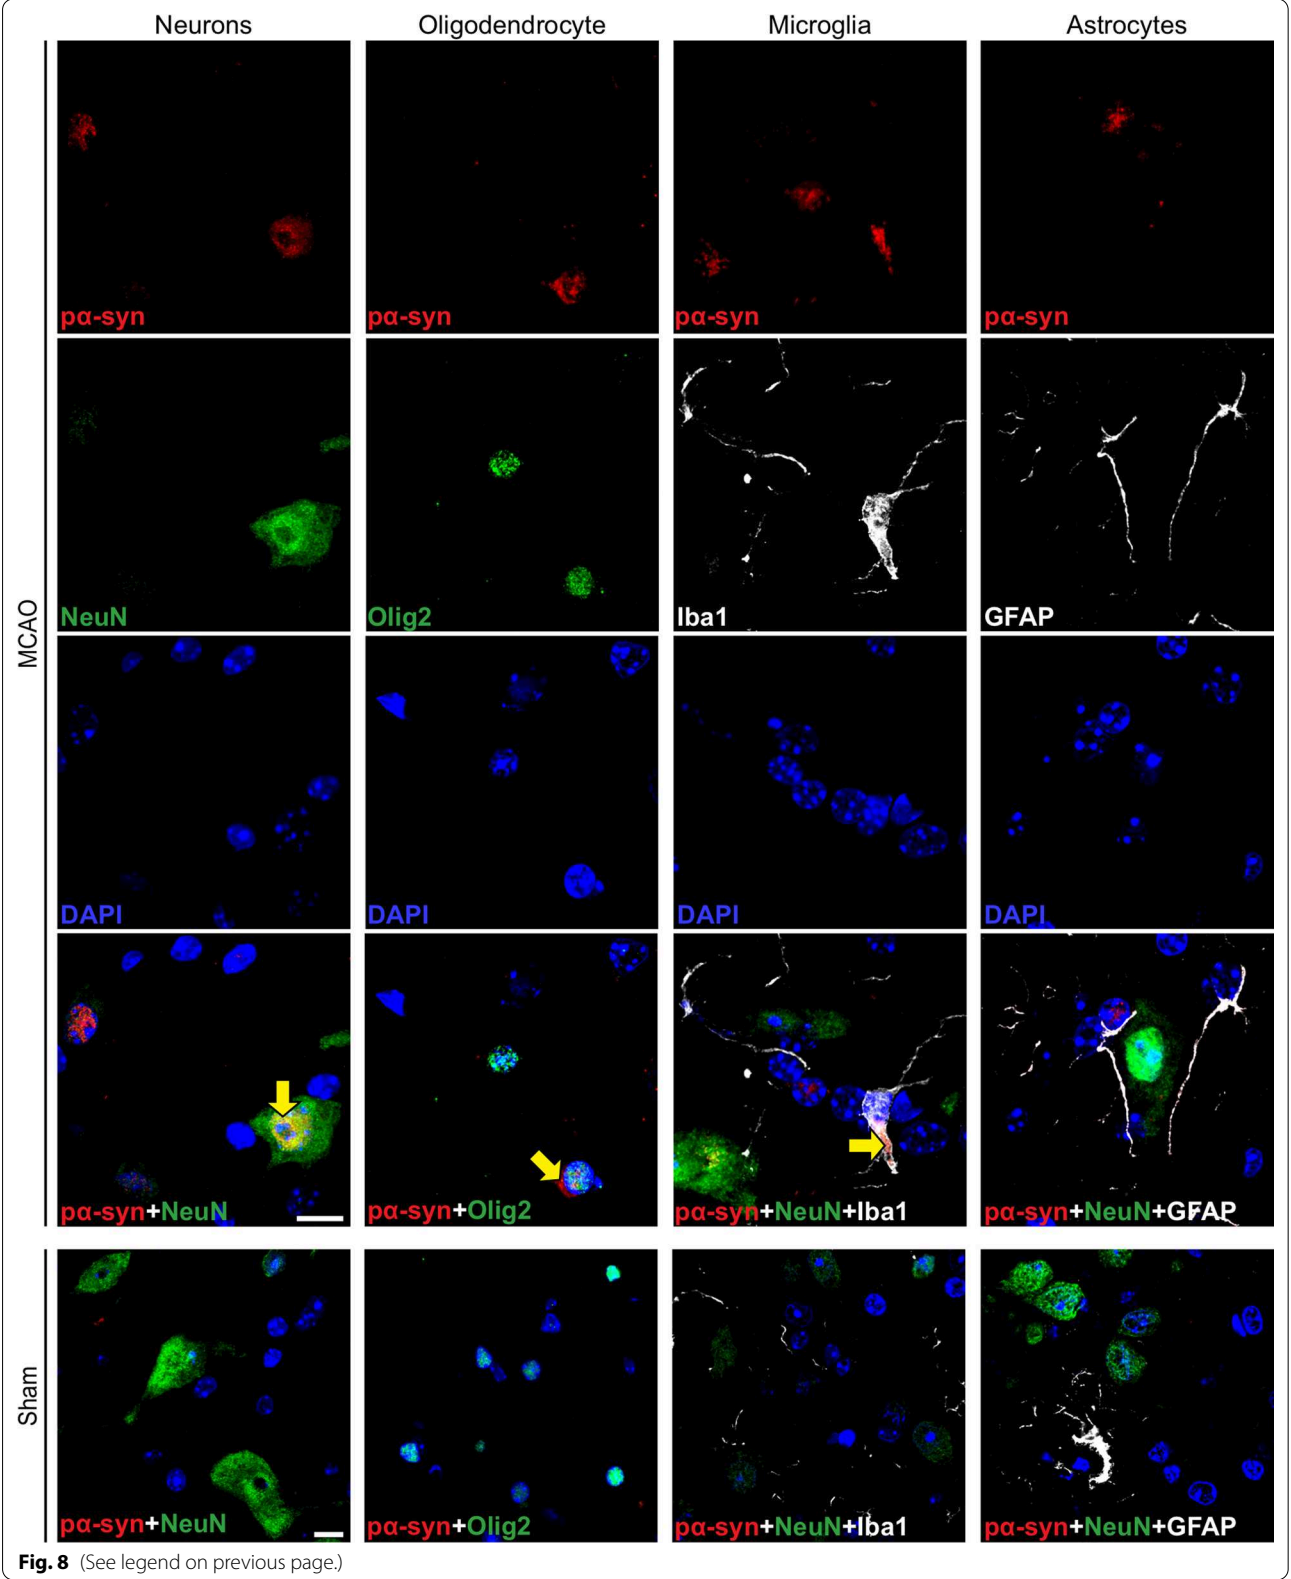 Neurons Oligodendrocyte Microglia Astrocytes
MCAO
pα-syn pα-syn pα-syn pα-syn
NeuN Olig2 Iba1 GFAP
DAPI DAPI DAPI DAPI
pα-syn+NeuN pα-syn+Olig2 pα-syn+NeuN+Iba1 pα-syn+NeuN+GFAP
Sham
pα-syn+NeuN pα-syn+Olig2 pα-syn+NeuN+Iba1 pα-syn+NeuN+GFAP
Fig. 8 (See legend on previous page.)